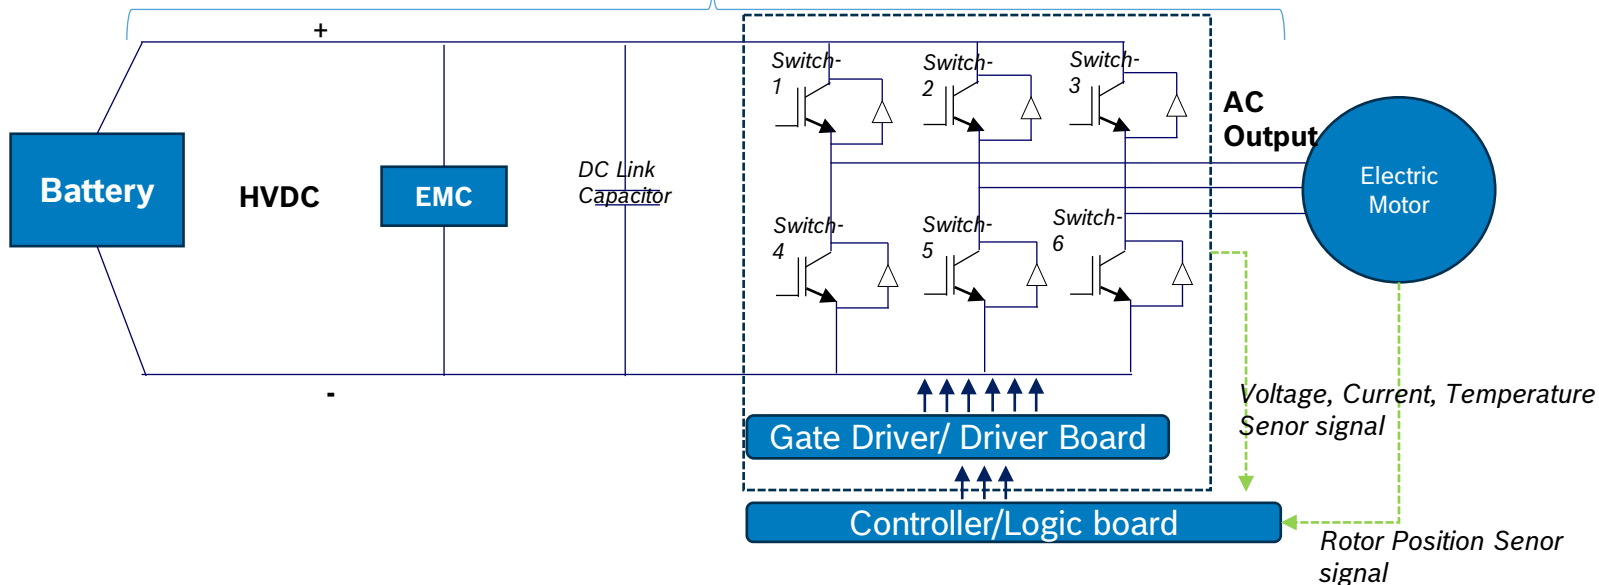 +
Switch-
1
Switch-
2
Switch-
3
AC
Output
Battery
HVDC
EMC
DC Link
Capacitor
Electric
Motor
Switch-
4
Switch-
5
Switch-
6
-
Voltage, Current, Temperature
Senor signal
Gate Driver/ Driver Board
Controller/Logic board
Rotor Position Senor
signal